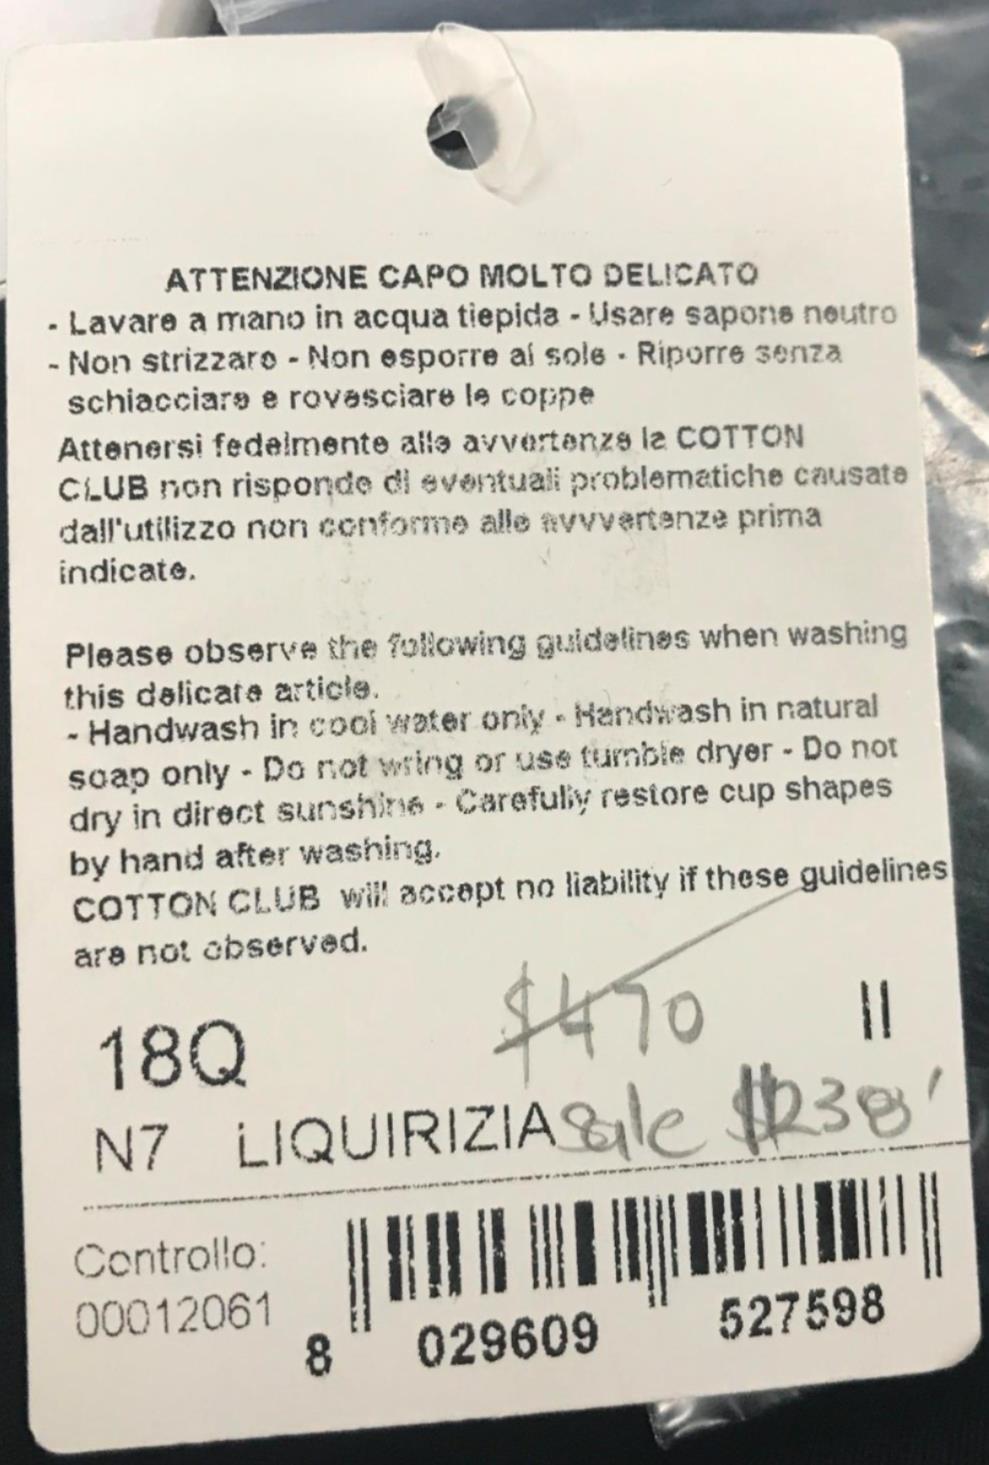 ATTENZIONE CAPO MOLTO DELICATO
- Lavare a mano in acqua tiepida - Usare sapone neutro
- Non strizzare - Non esporre al sole - Riporre senza
schiacciare e rovesciare le coppe
Attenersi fedelmente alle avvertenze la COTTON
CLUB non risponde di eventuali problematiche causate
dall'utilizzo non conforme alle avvvertenze prima
indicate.
Please observe the following guidelines when washing
this delicate article.
- Handwash in cool water only - Handwash in natural
soap only - Do not wring or use tumble dryer - Do not
dry in direct sunshine - Carefully restore cup shapes
by hand after washing.
COTTON CLUB will accept no liability if these guidelines
are not observed.
18Q $470 II
N7 LIQUIRIZIA Sale $238
Controllo:
00012061
8 029609 527598